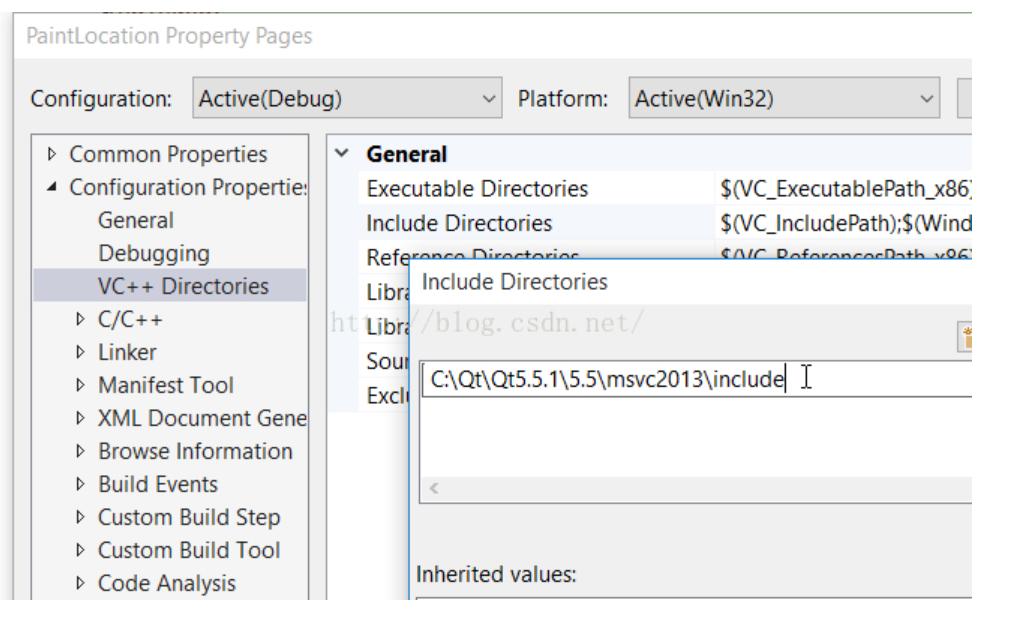 PaintLocation Property Pages
Configuration: Active(Debug) Platform: Active(Win32)
Common Properties
Configuration Propertie
General
Debugging
VC++ Directories
C/C++
Linker
Manifest Tool
XML Document Gene
Browse Information
Build Events
Custom Build Step
Custom Build Tool
Code Analysis
General
Executable Directories $(VC_ExecutablePath_x86)
Include Directories $(VC_IncludePath);$(Wind
Reference Directories $(VC_ReferencesPath_x86)
Libra
Libra
Sour
Exclu
Include Directories
http://blog.csdn.net/
C:\Qt\Qt5.5.1\5.5\msvc2013\include
Inherited values: